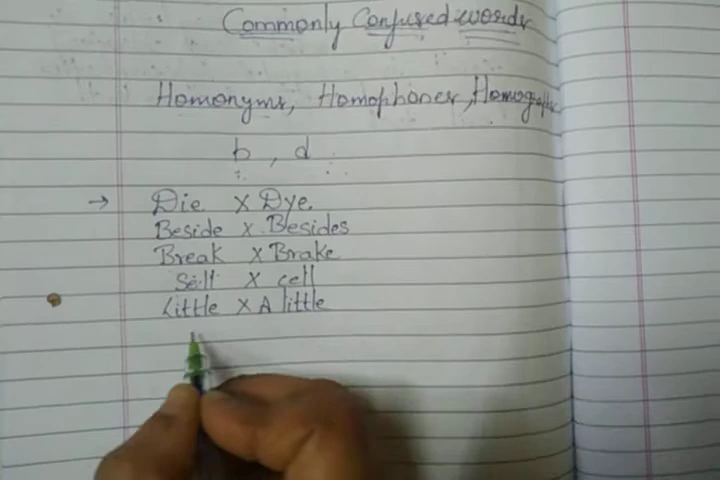 Commonly Confused words
Homonyms, Homophones, Homographs
b , d
→ Die X Dye
Beside X Besides
Break X Brake
Sell X cell
Little X A little